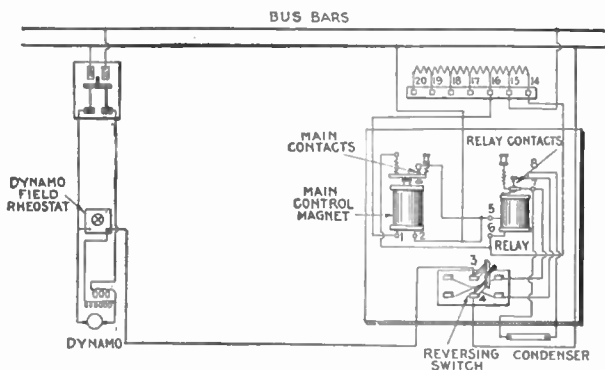 BUS BARS
20 19 18 17 16 15 14
MAIN
CONTACTS
RELAY CONTACTS
8
7
DYNAMO
FIELD
RHEOSTAT
MAIN
CONTROL
MAGNET
5
6
1 2
RELAY
3
4
DYNAMO
REVERSING
SWITCH
CONDENSER